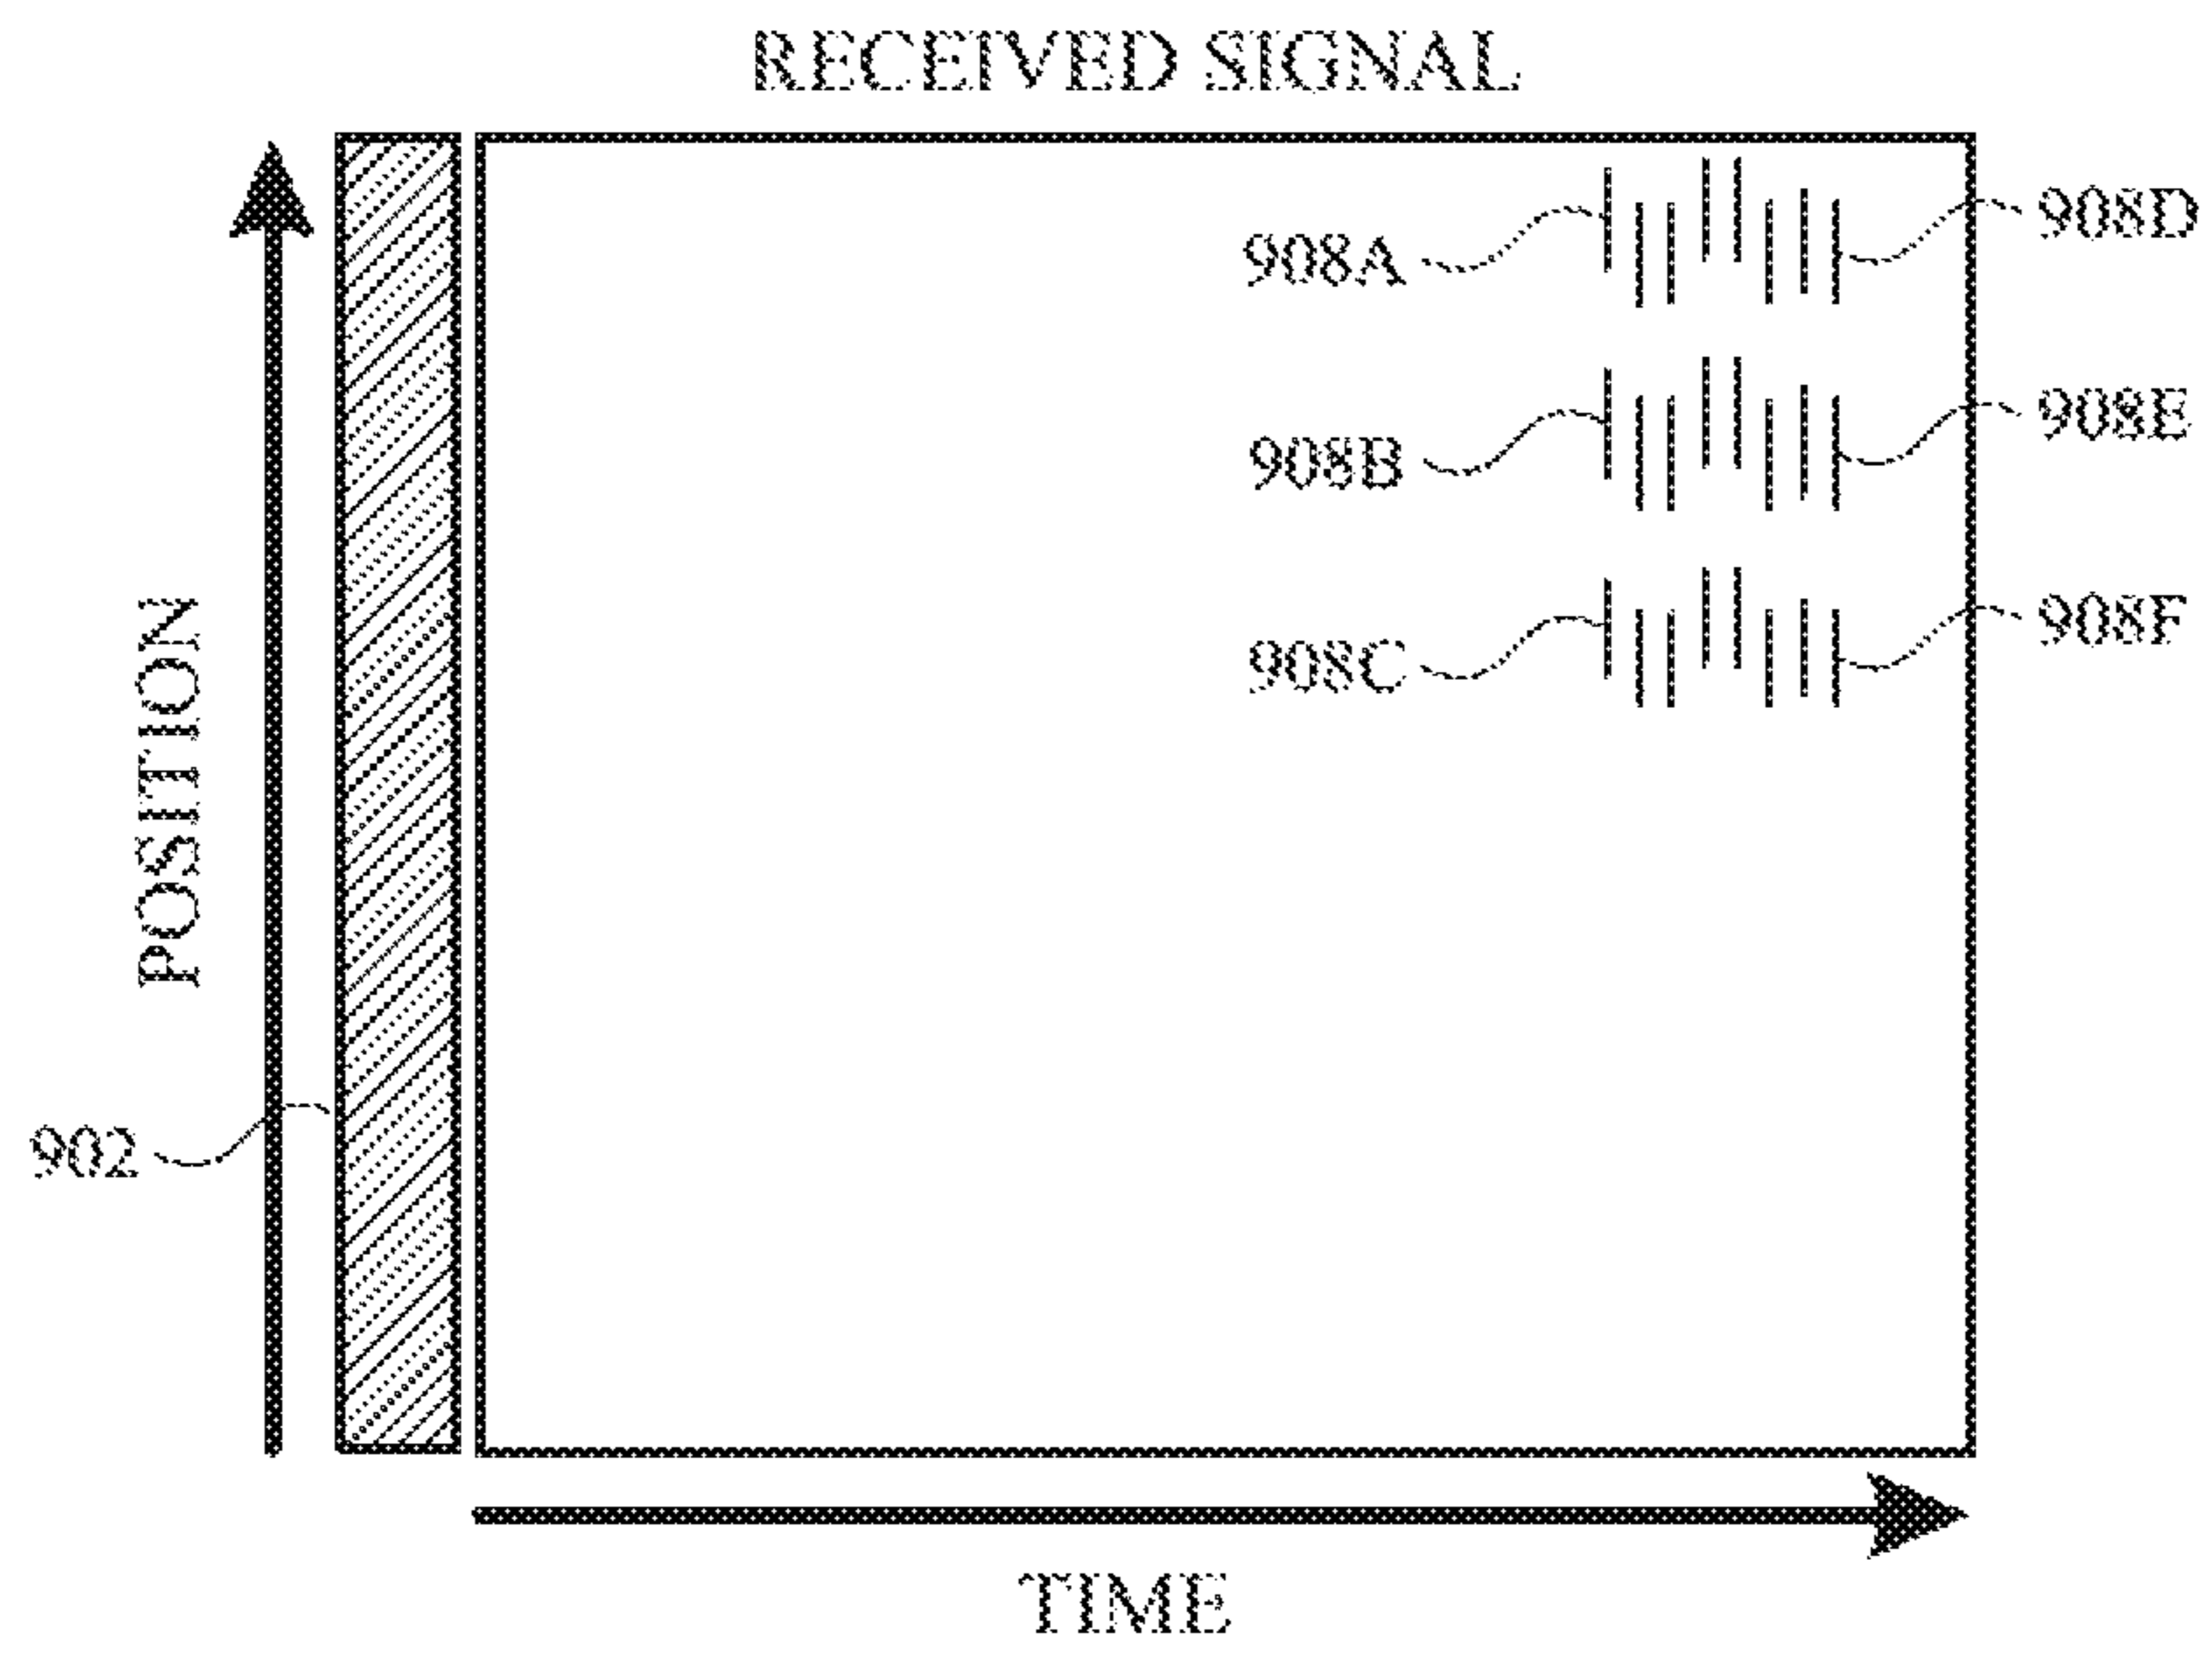 RECEIVED SIGNAL
908A
908D
908B
908E
908C
908F
POSITION
902
TIME